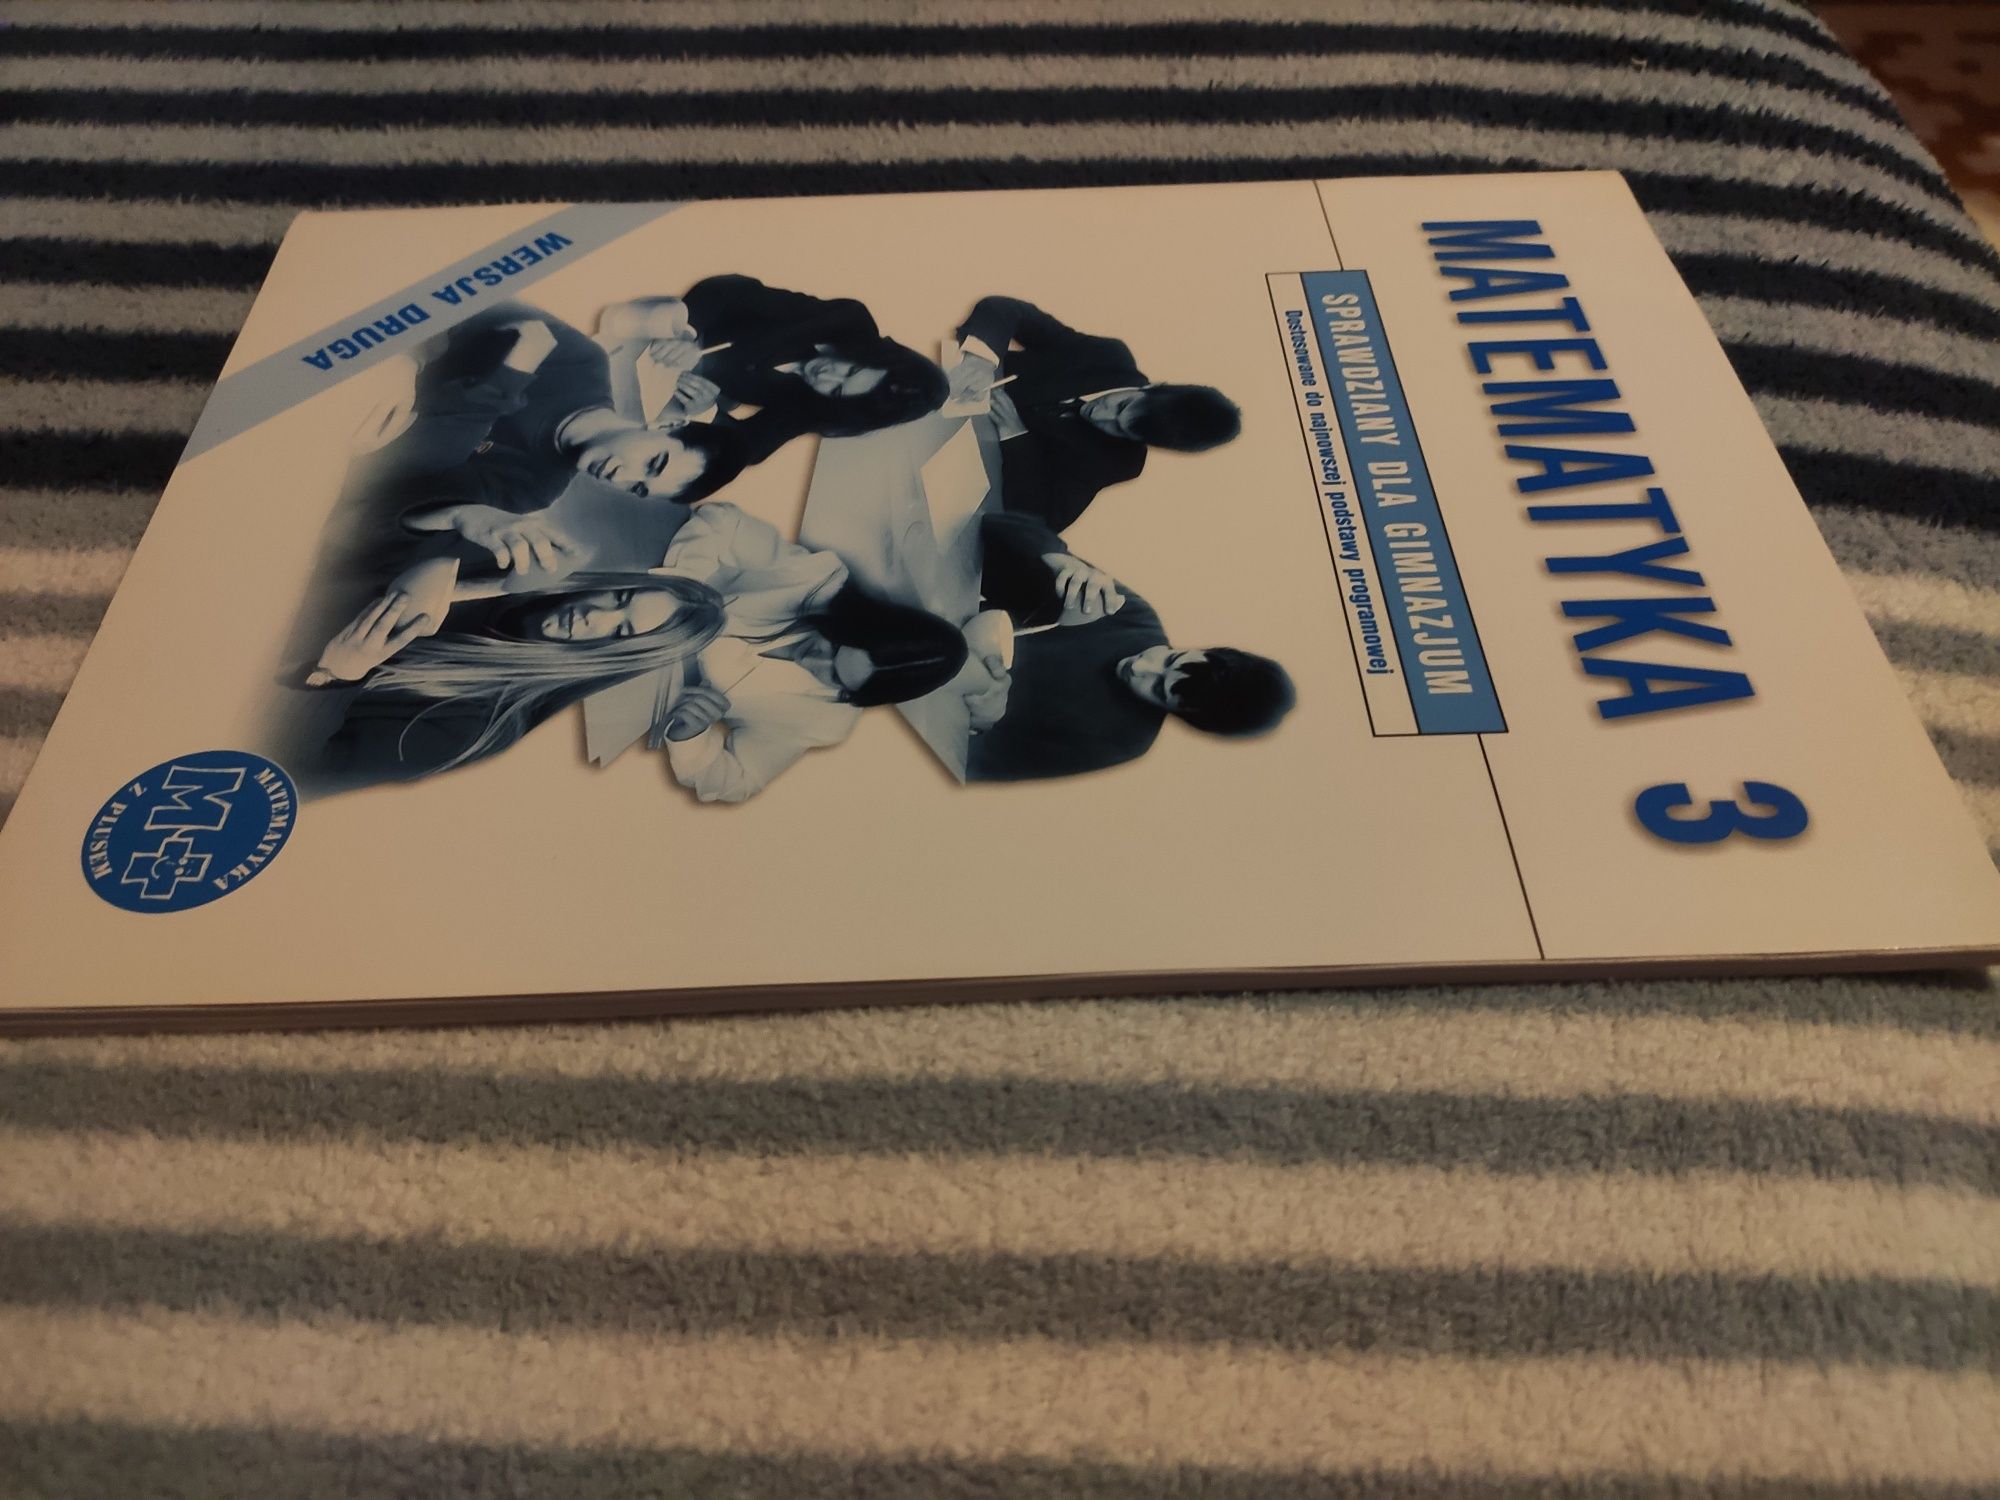 MATEMATYKA 3
SPRAWDZIANY DLA GIMNAZJUM
Dostosowane do najnowszej podstawy programowej
WERSJA DRUGA
MATEMATYKA
M+
Z PLUSEM